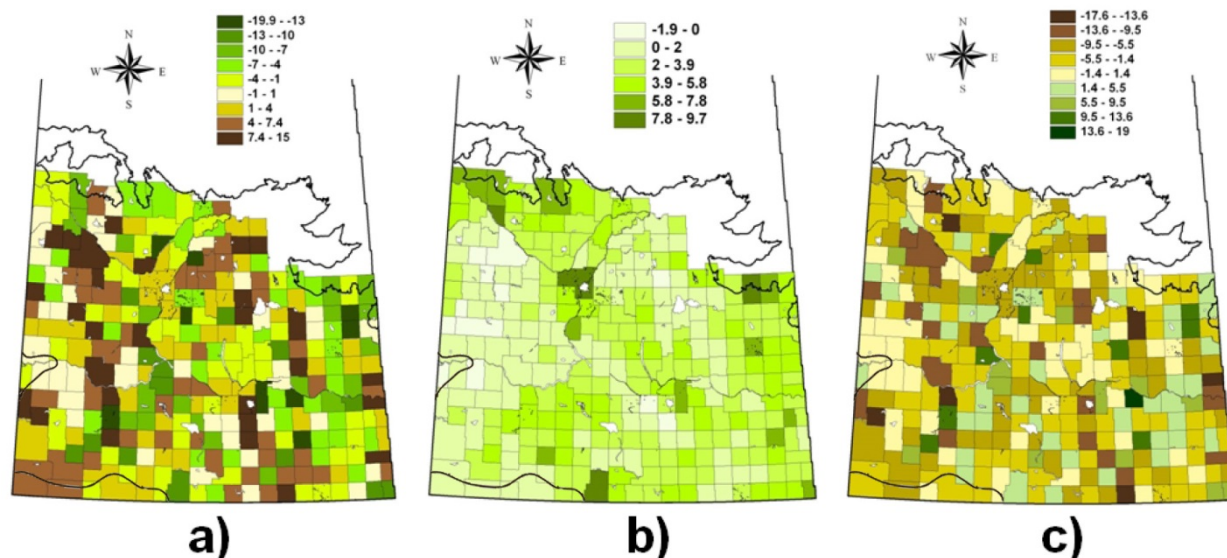 N
W E
S
-19.9 - -13
-13 - -10
-10 - -7
-7 - -4
-4 - -1
-1 - 1
1 - 4
4 - 7.4
7.4 - 15
a)
N
W E
S
-1.9 - 0
0 - 2
2 - 3.9
3.9 - 5.8
5.8 - 7.8
7.8 - 9.7
b)
N
W E
S
-17.6 - -13.6
-13.6 - -9.5
-9.5 - -5.5
-5.5 - -1.4
-1.4 - 1.4
1.4 - 5.5
5.5 - 9.5
9.5 - 13.6
13.6 - 19
c)